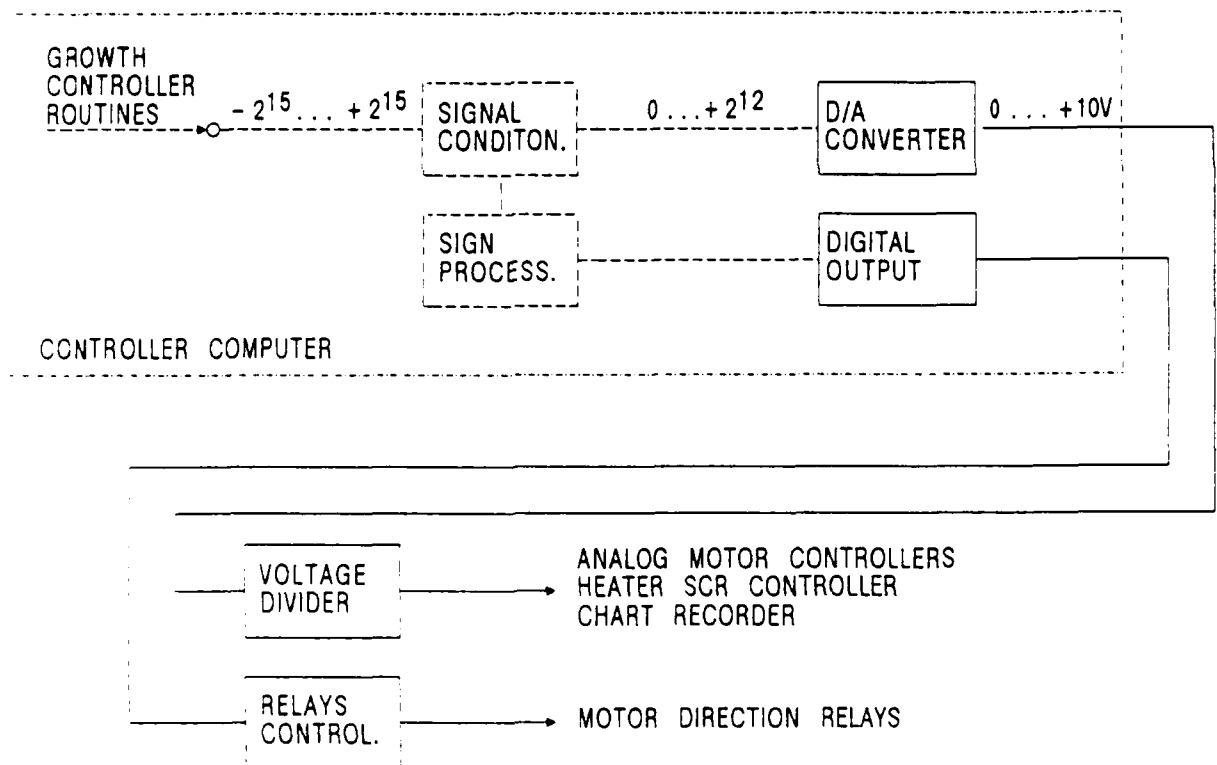 GROWTH
CONTROLLER
ROUTINES
- 2^15 ... + 2^15
SIGNAL
CONDITON.
0 ... + 2^12
D/A
CONVERTER
0 ... +10V
SIGN
PROCESS.
DIGITAL
OUTPUT
CONTROLLER COMPUTER
VOLTAGE
DIVIDER
ANALOG MOTOR CONTROLLERS
HEATER SCR CONTROLLER
CHART RECORDER
RELAYS
CONTROL.
MOTOR DIRECTION RELAYS